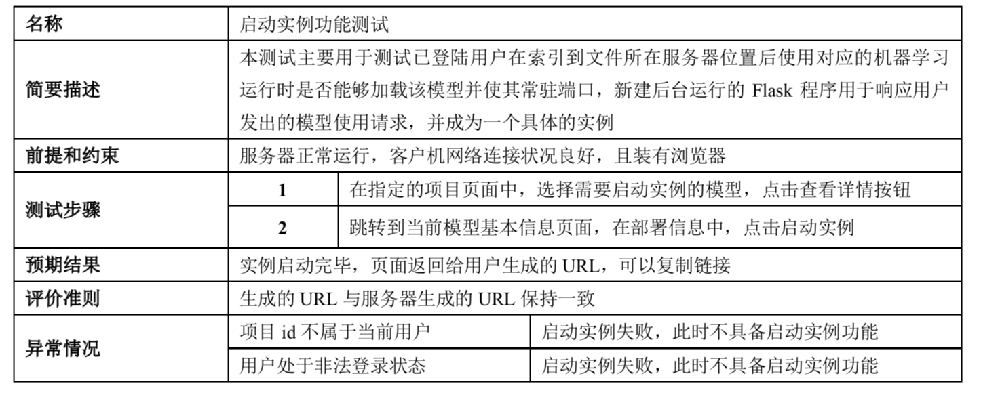 名称 启动实例功能测试
简要描述
本测试主要用于测试已登陆用户在索引到文件所在服务器位置后使用对应的机器学习
运行时是否能够加载该模型并使其常驻端口，新建后台运行的 Flask 程序用于响应用户
发出的模型使用请求，并成为一个具体的实例
前提和约束 服务器正常运行，客户机网络连接状况良好，且装有浏览器
测试步骤
1 在指定的项目页面中，选择需要启动实例的模型，点击查看详情按钮
2 跳转到当前模型基本信息页面，在部署信息中，点击启动实例
预期结果 实例启动完毕，页面返回给用户生成的 URL，可以复制链接
评价准则 生成的 URL 与服务器生成的 URL 保持一致
异常情况
项目 id 不属于当前用户 启动实例失败，此时不具备启动实例功能
用户处于非法登录状态 启动实例失败，此时不具备启动实例功能